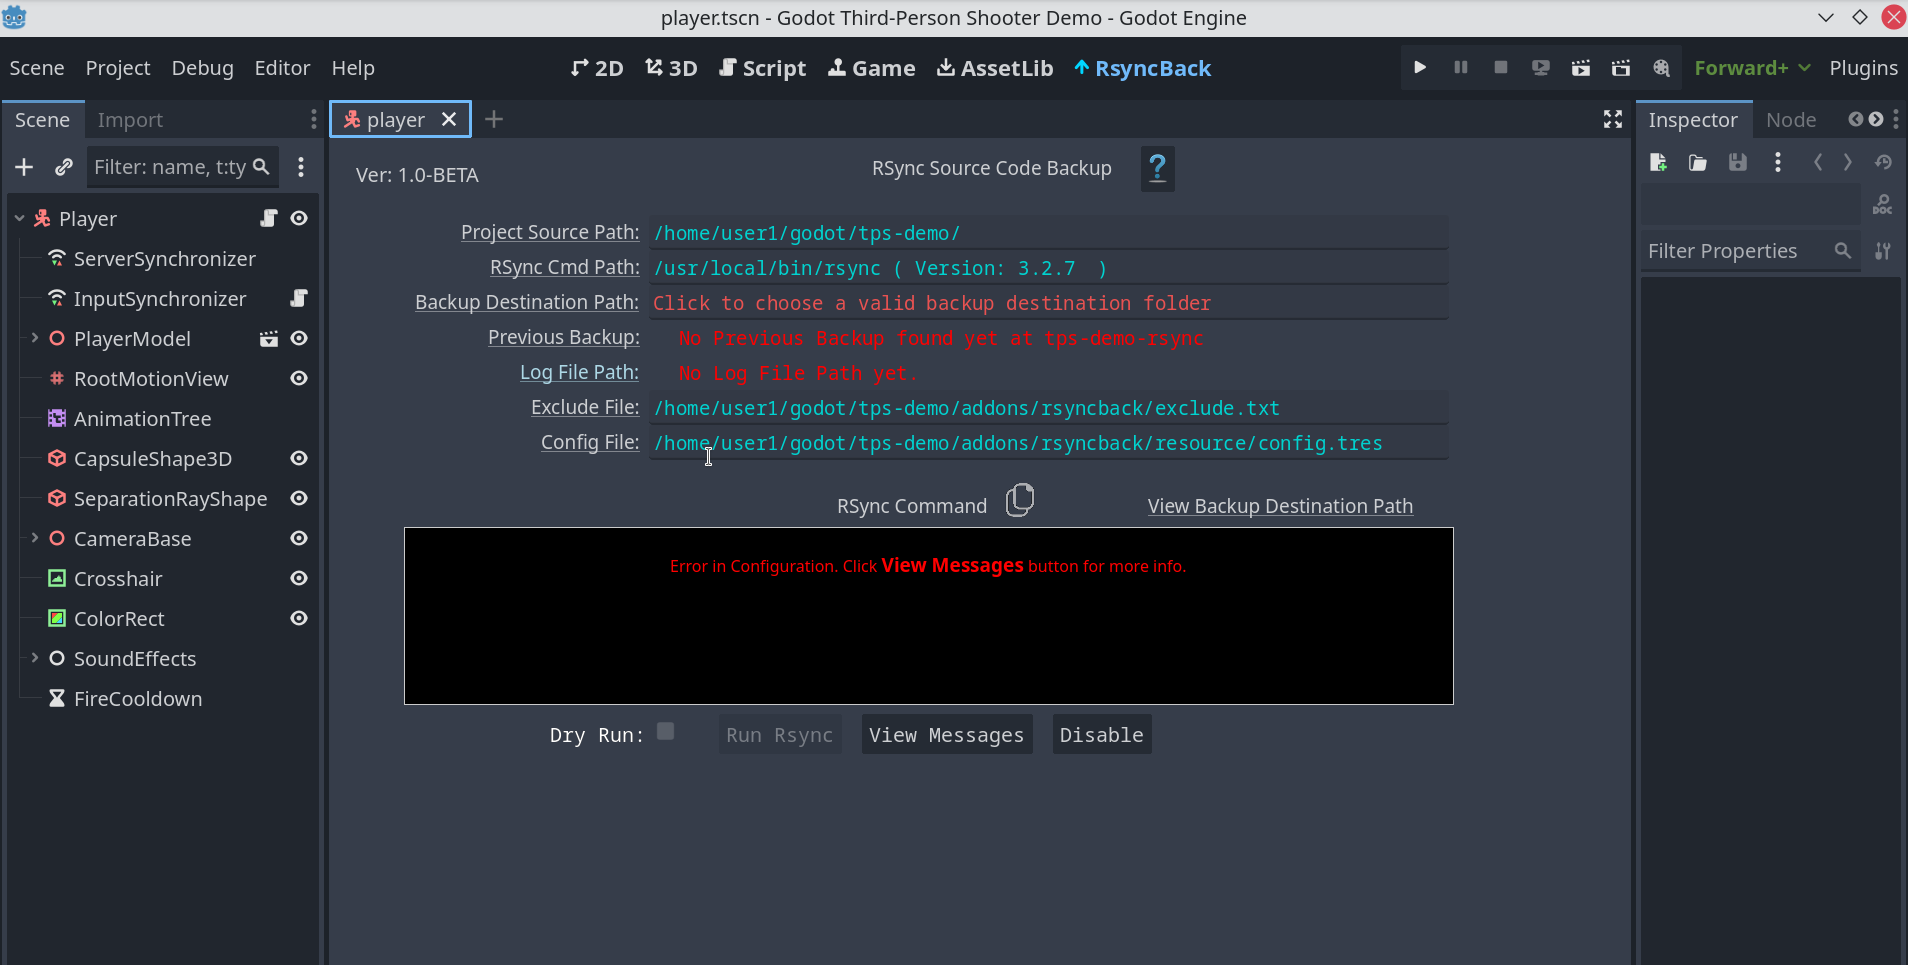 player.tscn - Godot Third-Person Shooter Demo - Godot Engine
Scene Project Debug Editor Help 2D 3D Script Game AssetLib RsyncBack Forward+ Plugins
Scene Import
player
Inspector Node
Filter: name, t:ty
Player
ServerSynchronizer
InputSynchronizer
PlayerModel
RootMotionView
AnimationTree
CapsuleShape3D
SeparationRayShape
CameraBase
Crosshair
ColorRect
SoundEffects
FireCooldown
Ver: 1.0-BETA
RSync Source Code Backup ?
Project Source Path: /home/user1/godot/tps-demo/
RSync Cmd Path: /usr/local/bin/rsync ( Version: 3.2.7 )
Backup Destination Path: Click to choose a valid backup destination folder
Previous Backup: No Previous Backup found yet at tps-demo-rsync
Log File Path: No Log File Path yet.
Exclude File: /home/user1/godot/tps-demo/addons/rsyncback/exclude.txt
Config File: /home/user1/godot/tps-demo/addons/rsyncback/resource/config.tres
RSync Command View Backup Destination Path
Error in Configuration. Click View Messages button for more info.
Dry Run: Run Rsync View Messages Disable
DOC
Filter Properties